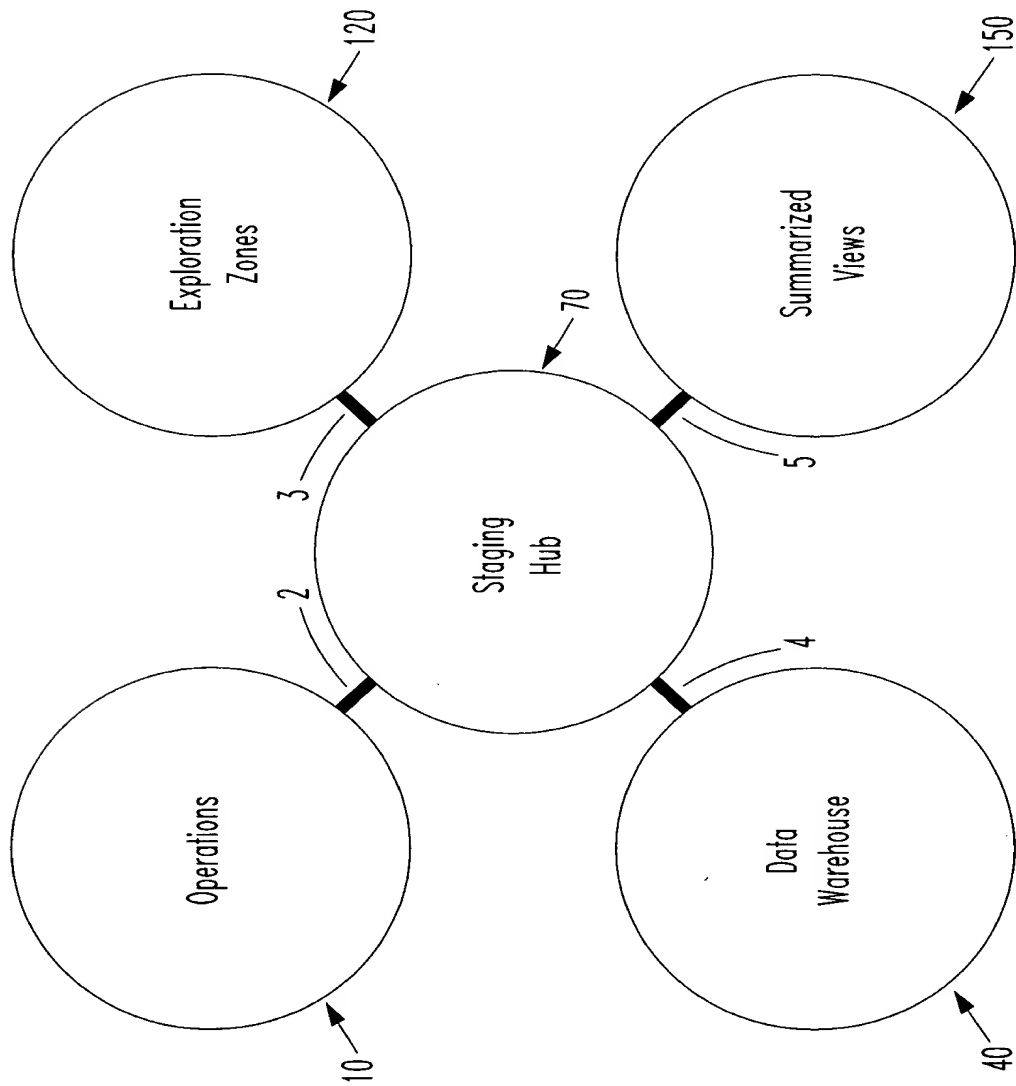 Operations
Exploration
Zones
2
3
10
120
Staging
Hub
70
4
5
Data
Warehouse
Summarized
Views
40
150